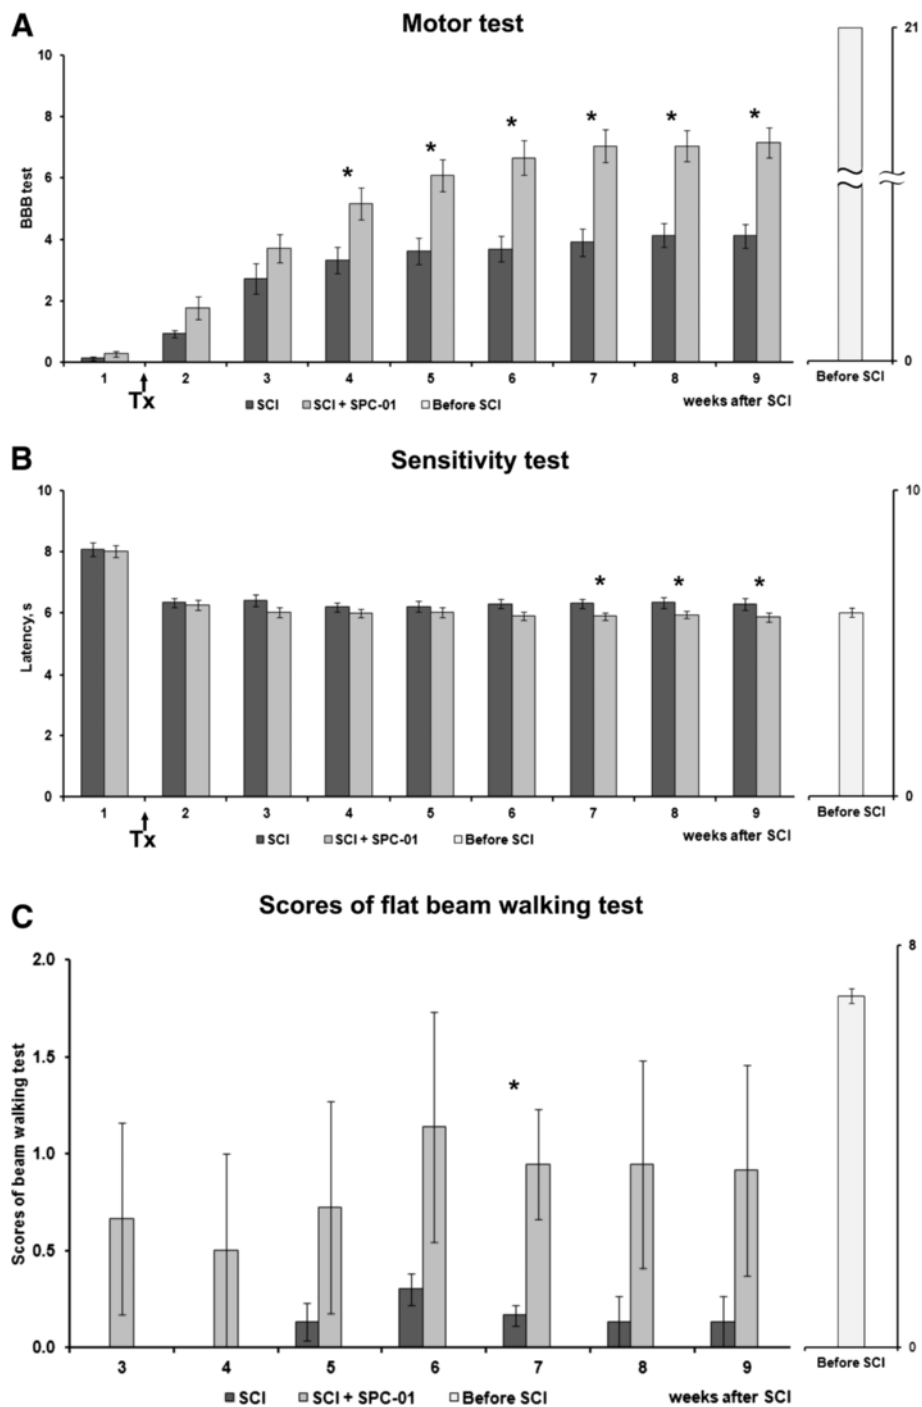 A
Motor test
10
8
6
4
2
0
BBB test
* * * * * *
1 2 3 4 5 6 7 8 9
Tx
SCI SCI + SPC-01 Before SCI
weeks after SCI
21
0
Before SCI
B
Sensitivity test
10
8
6
4
2
0
Latency, s
* * *
1 2 3 4 5 6 7 8 9
Tx
SCI SCI + SPC-01 Before SCI
weeks after SCI
10
0
Before SCI
C
Scores of flat beam walking test
2.0
1.5
1.0
0.5
0.0
Scores of beam walking test
*
3 4 5 6 7 8 9
SCI SCI + SPC-01 Before SCI
weeks after SCI
8
0
Before SCI